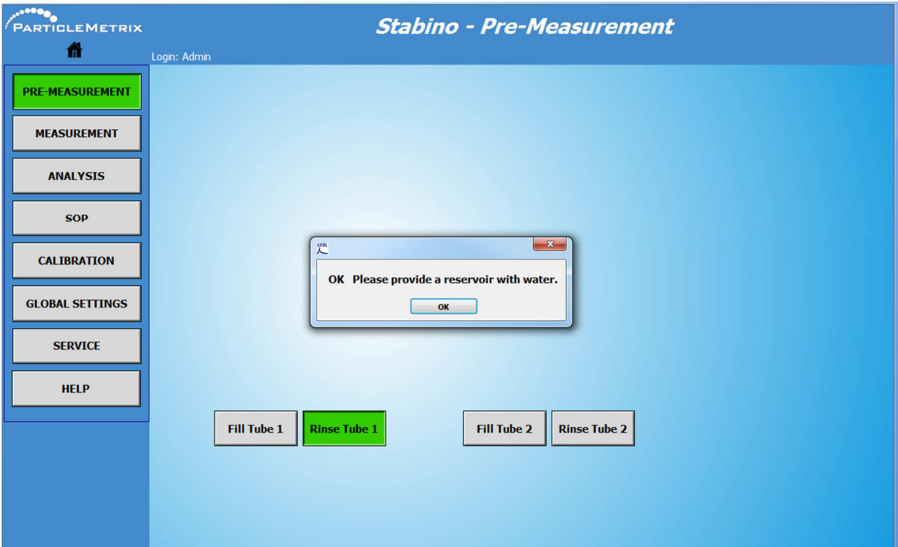 PARTICLEMETRIX
Stabino - Pre-Measurement
Login: Admin
PRE-MEASUREMENT
MEASUREMENT
ANALYSIS
SOP
CALIBRATION
GLOBAL SETTINGS
SERVICE
HELP
OK Please provide a reservoir with water.
OK
Fill Tube 1
Rinse Tube 1
Fill Tube 2
Rinse Tube 2